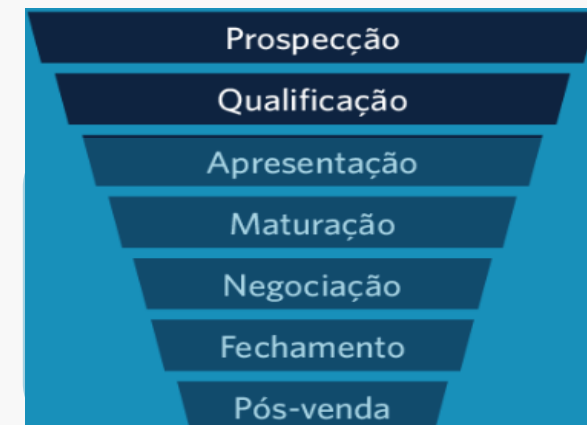 Prospecção
Qualificação
Apresentação
Maturação
Negociação
Fechamento
Pós-venda